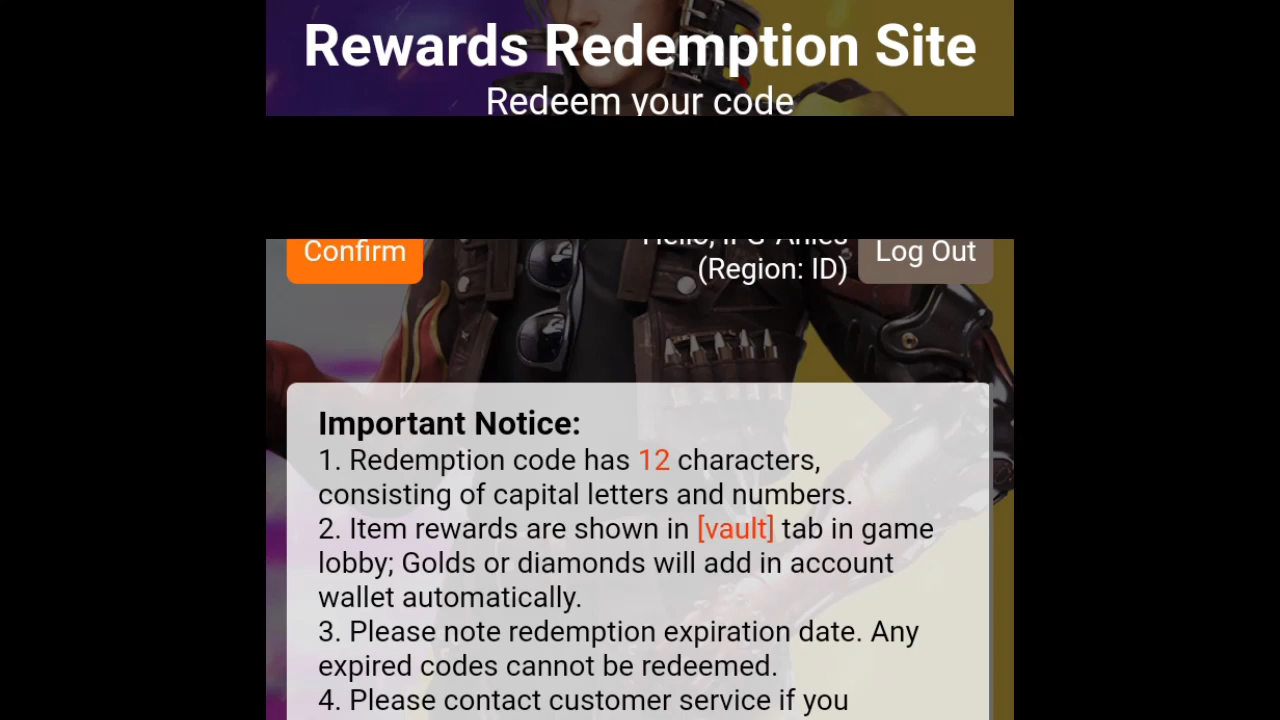 Rewards Redemption Site
Redeem your code
Confirm
(Region: ID)
Log Out
Important Notice:
1. Redemption code has 12 characters,
consisting of capital letters and numbers.
2. Item rewards are shown in [vault] tab in game
lobby; Golds or diamonds will add in account
wallet automatically.
3. Please note redemption expiration date. Any
expired codes cannot be redeemed.
4. Please contact customer service if you